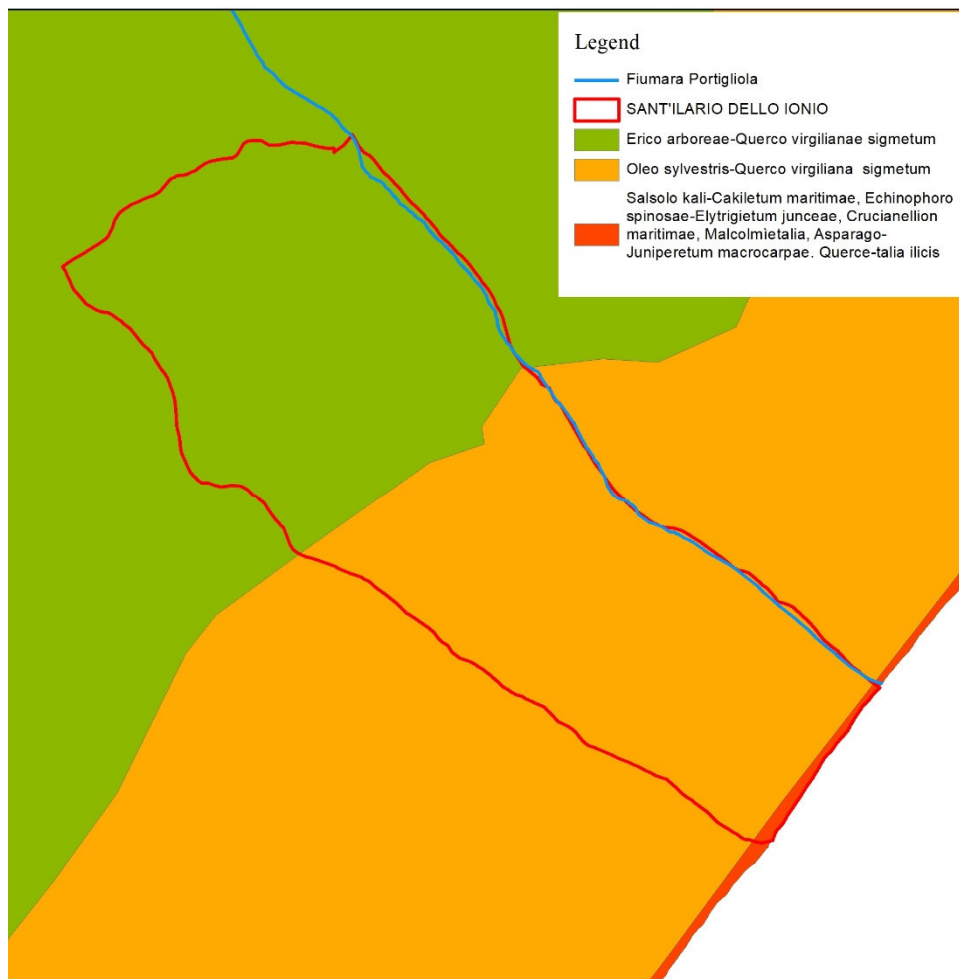 Legend
Fiumara Portigliola
SANT'ILARIO DELLO IONIO
Erico arboreae-Querco virgilianae sigmetum
Oleo sylvestris-Querco virgiliana sigmetum
Salsolo kali-Cakiletum maritimae, Echinophoro
spinosae-Elytrigietum junceae, Crucianellion
maritimae, Malcolmietalia, Asparago-
Juniperetum macrocarpae. Querce-talia ilicis